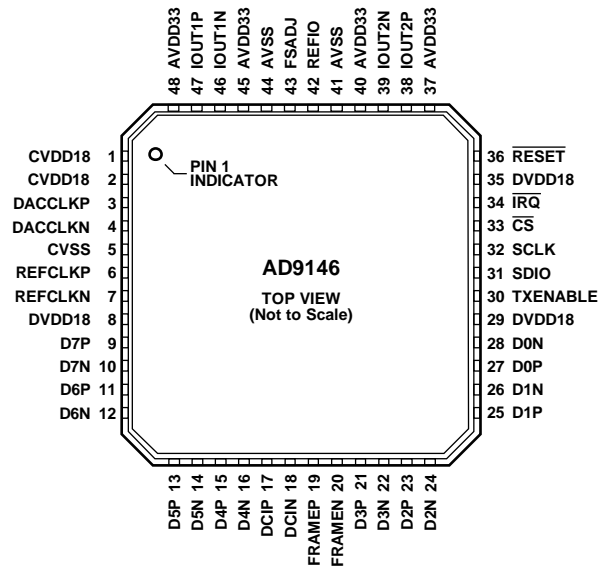 48 AVDD33
47 IOUT1P
46 IOUT1N
45 AVDD33
44 AVSS
43 FSADJ
42 REFIO
41 AVSS
40 AVDD33
39 IOUT2N
38 IOUT2P
37 AVDD33
CVDD18 1
CVDD18 2
DACCLKP 3
DACCLKN 4
CVSS 5
REFCLKP 6
REFCLKN 7
DVDD18 8
D7P 9
D7N 10
D6P 11
D6N 12
PIN 1
INDICATOR
AD9146
TOP VIEW
(Not to Scale)
36 RESET
35 DVDD18
34 IRQ
33 CS
32 SCLK
31 SDIO
30 TXENABLE
29 DVDD18
28 D0N
27 D0P
26 D1N
25 D1P
D5P 13
D5N 14
D4P 15
D4N 16
DCIP 17
DCIN 18
FRAMEP 19
FRAMEN 20
D3P 21
D3N 22
D2P 23
D2N 24